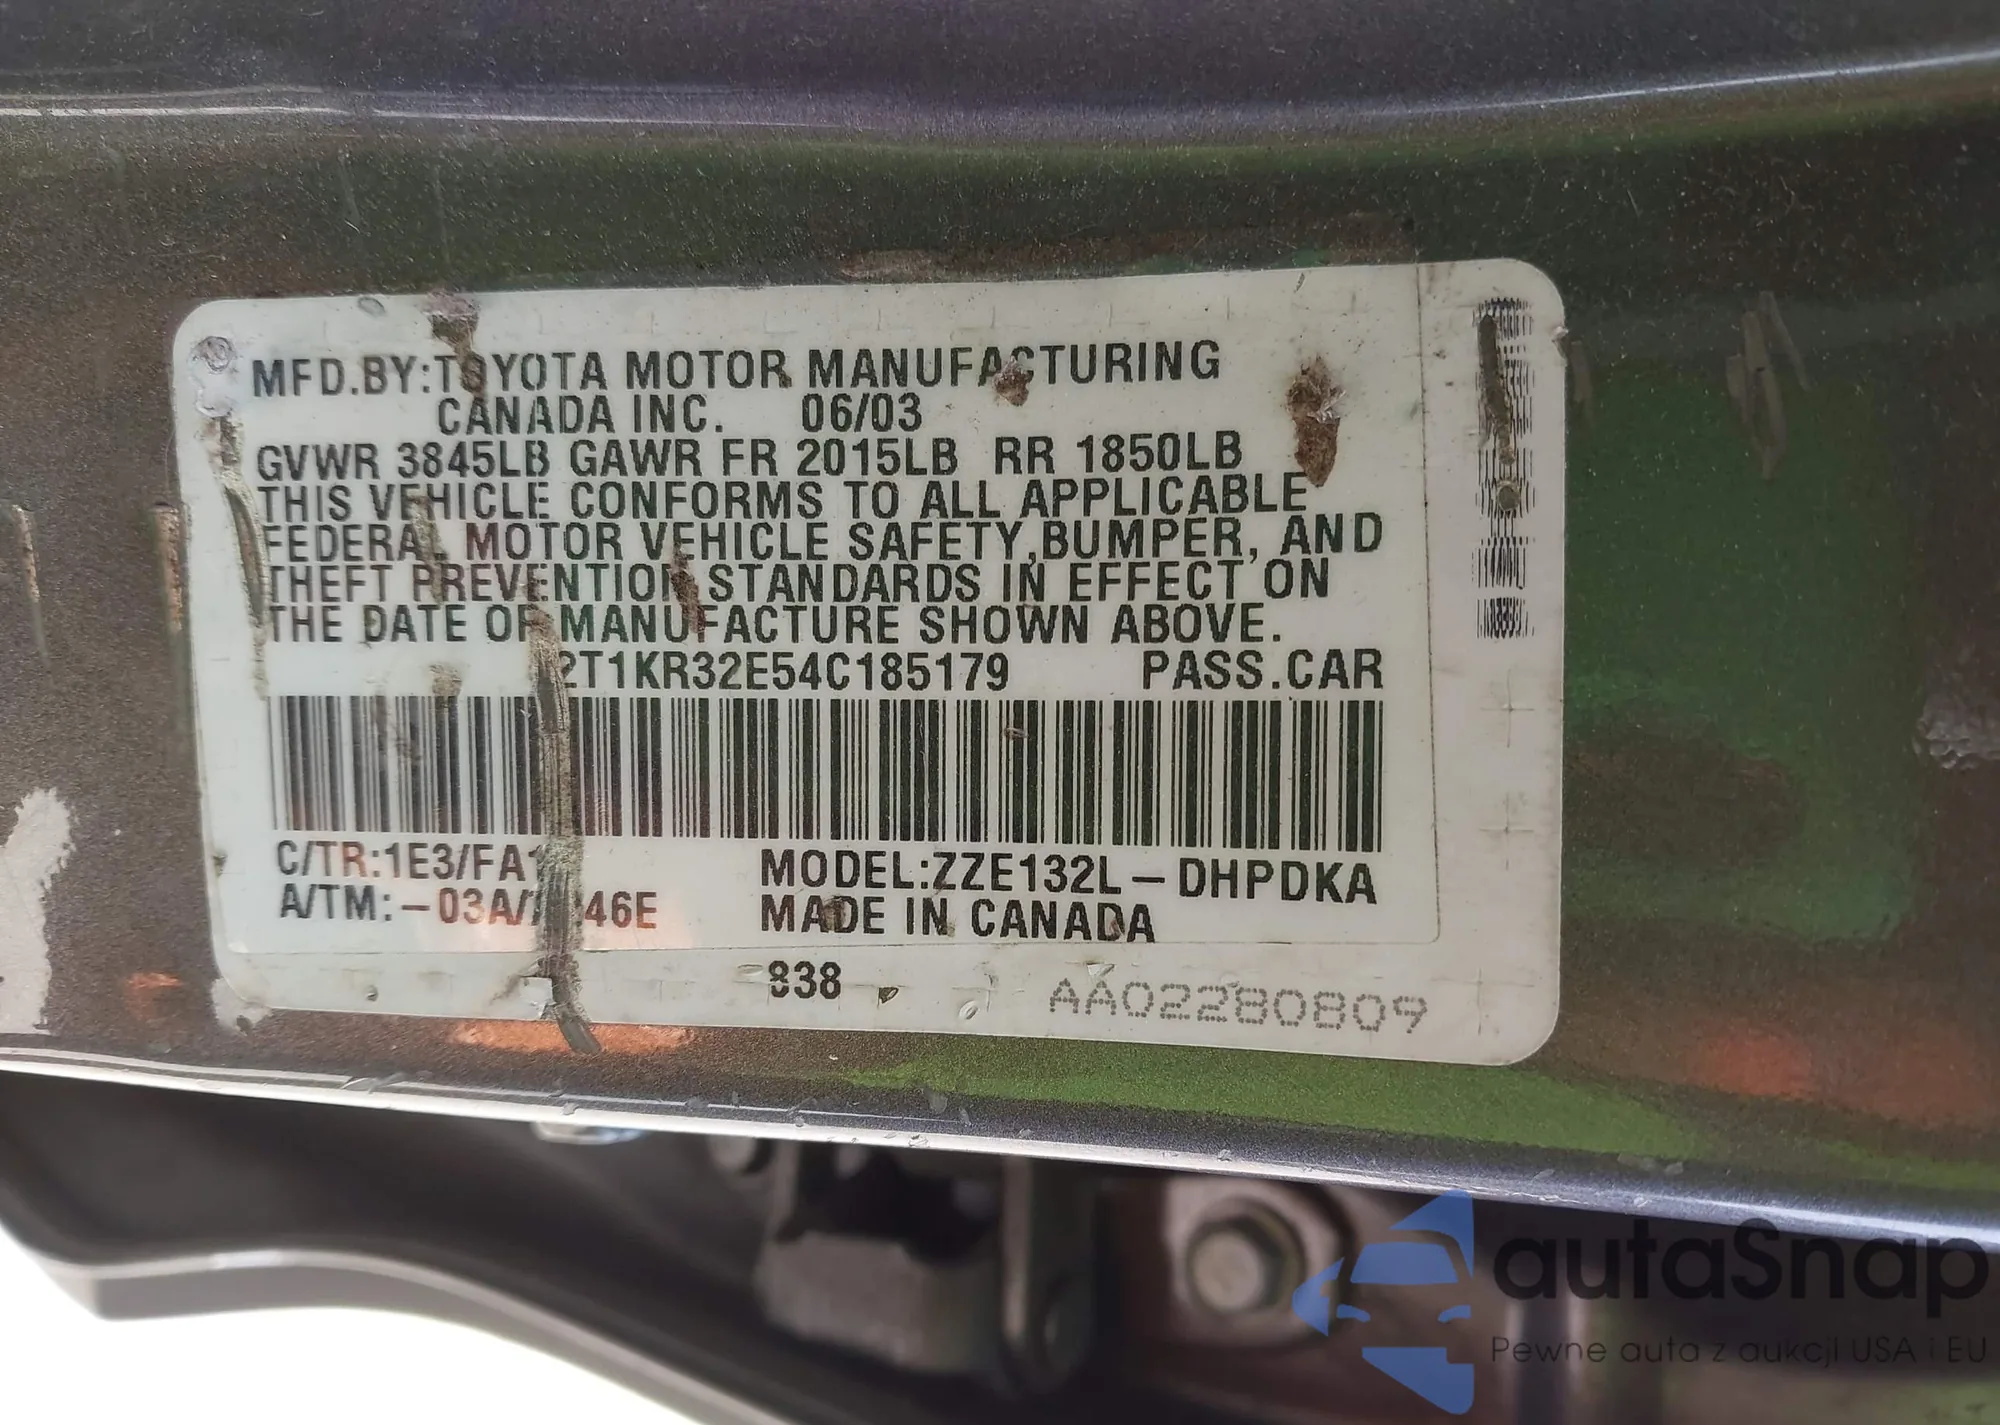 MFD.BY:TOYOTA MOTOR MANUFACTURING
CANADA INC. 06/03
GVWR 3845LB GAWR FR 2015LB RR 1850LB
THIS VEHICLE CONFORMS TO ALL APPLICABLE
FEDERAL MOTOR VEHICLE SAFETY,BUMPER, AND
THEFT PREVENTION STANDARDS IN EFFECT ON
THE DATE OF MANUFACTURE SHOWN ABOVE.
2T1KR32E54C185179 PASS.CAR
C/TR:1E3/
MODEL:ZZE132L-DHPDKA
A/TM:-03A/
MADE IN CANADA
838
AA02280809
autaSnap
Pewne auta z aukcji USA i EU